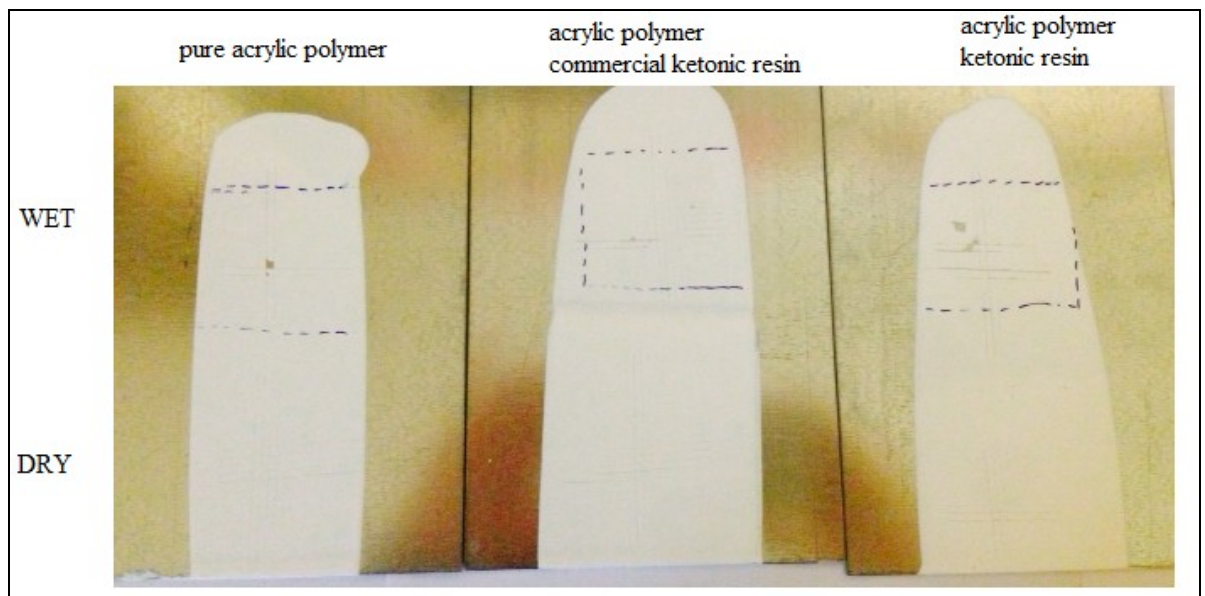 pure acrylic polymer
acrylic polymer
commercial ketonic resin
acrylic polymer
ketonic resin
WET
DRY